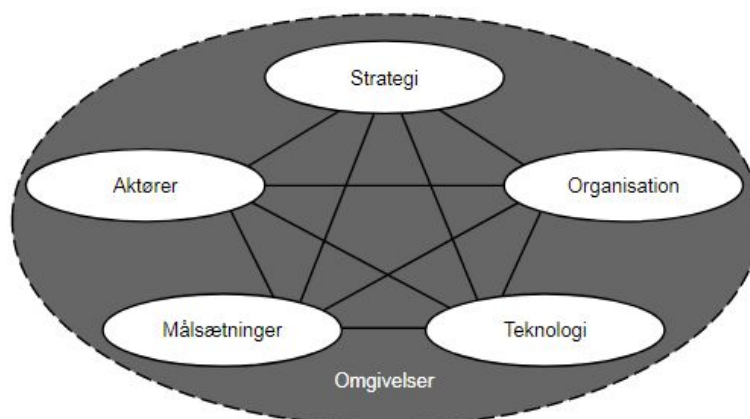 Strategi
Aktører
Organisation
Målsætninger
Teknologi
Omgivelser